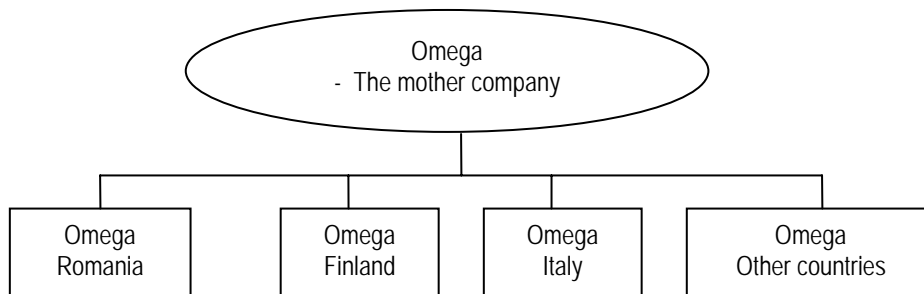 Omega
- The mother company
Omega
Romania
Omega
Finland
Omega
Italy
Omega
Other countries